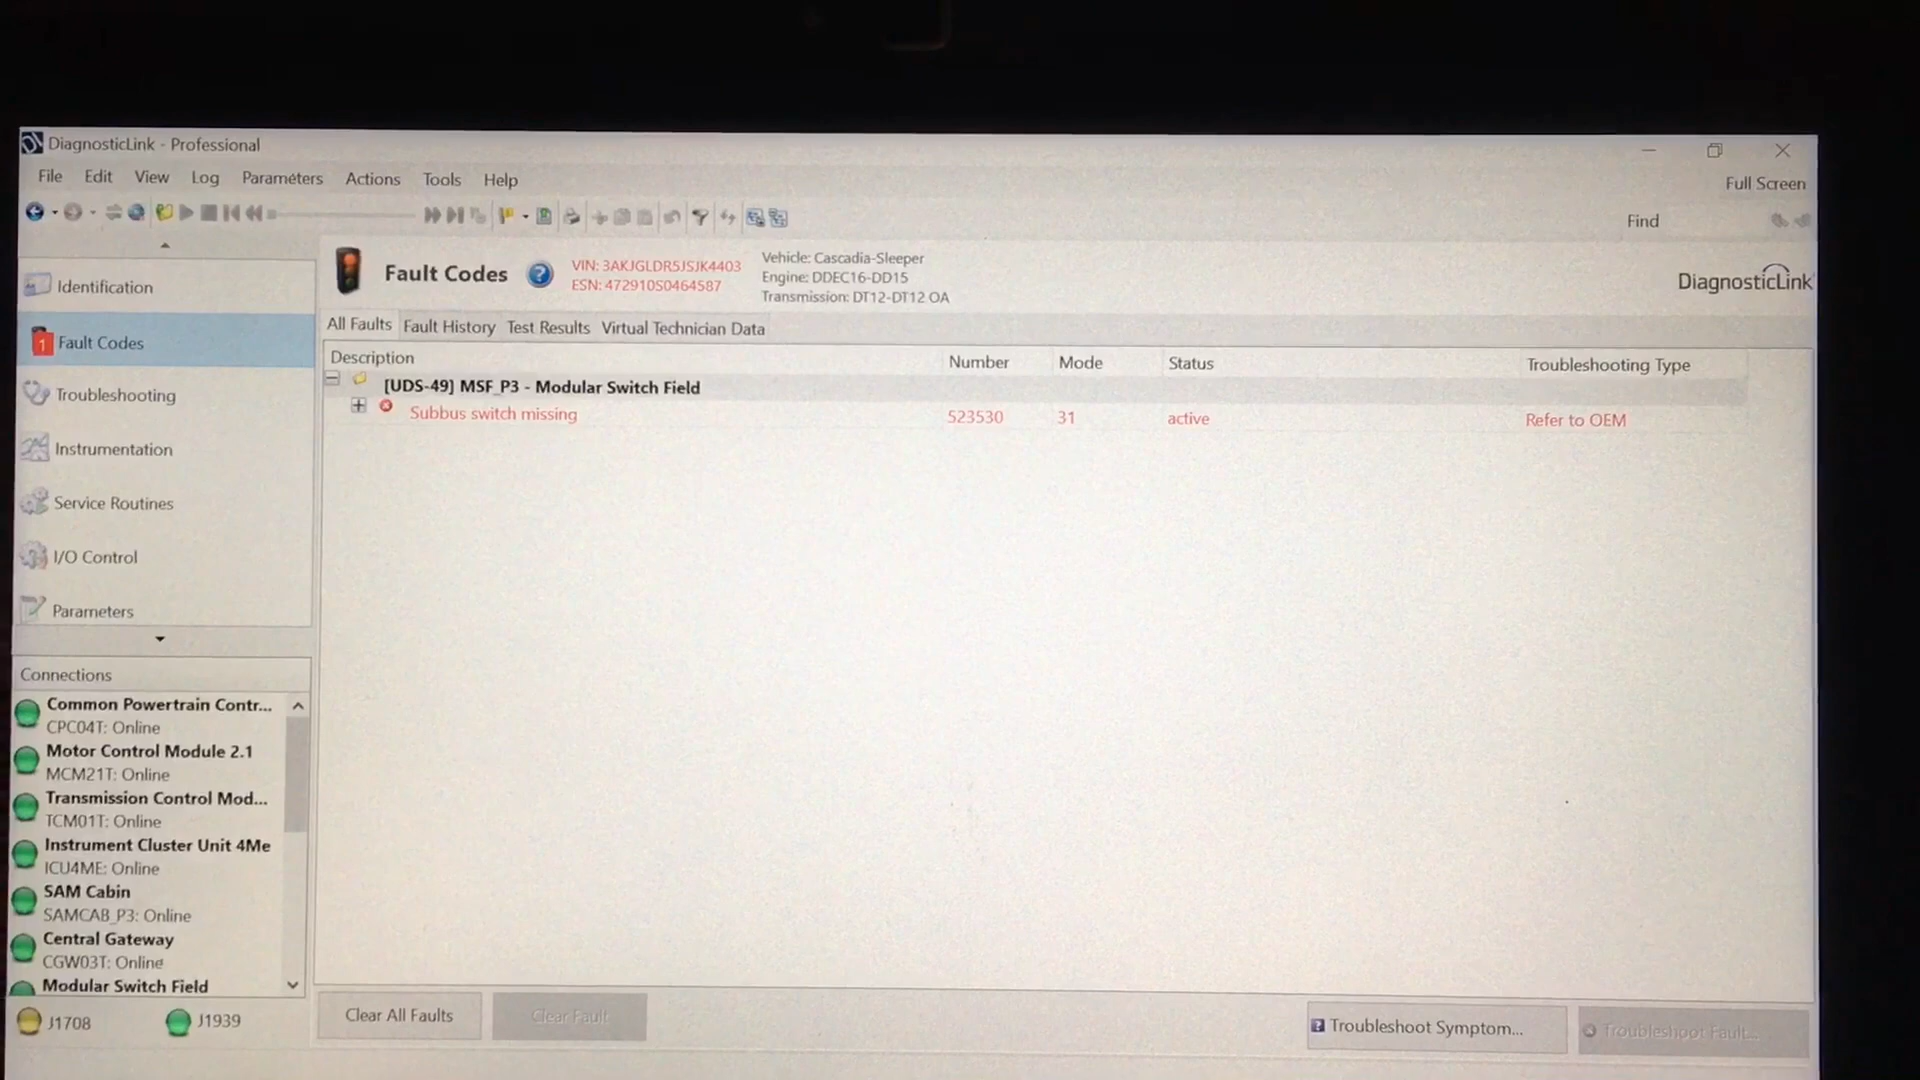 DiagnosticLink - Professional
File Edit View Log Parameters Actions Tools Help
Full Screen
Find
Identification
1 Fault Codes
Troubleshooting
Instrumentation
Service Routines
I/O Control
Parameters
Fault Codes
VIN: 3AKJGLDR5JSJK4403
ESN: 472910S0464587
Vehicle: Cascadia-Sleeper
Engine: DDEC16-DD15
Transmission: DT12-DT12 OA
DiagnosticLink
All Faults Fault History Test Results Virtual Technician Data
Description Number Mode Status Troubleshooting Type
[UDS-49] MSF_P3 - Modular Switch Field
Subbus switch missing 523530 31 active Refer to OEM
Connections
Common Powertrain Contr...
CPC04T: Online
Motor Control Module 2.1
MCM21T: Online
Transmission Control Mod...
TCM01T: Online
Instrument Cluster Unit 4Me
ICU4ME: Online
SAM Cabin
SAMCAB_P3: Online
Central Gateway
CGW03T: Online
Modular Switch Field
J1708 J1939
Clear All Faults Clear Fault Troubleshoot Symptom... Troubleshoot Fault...